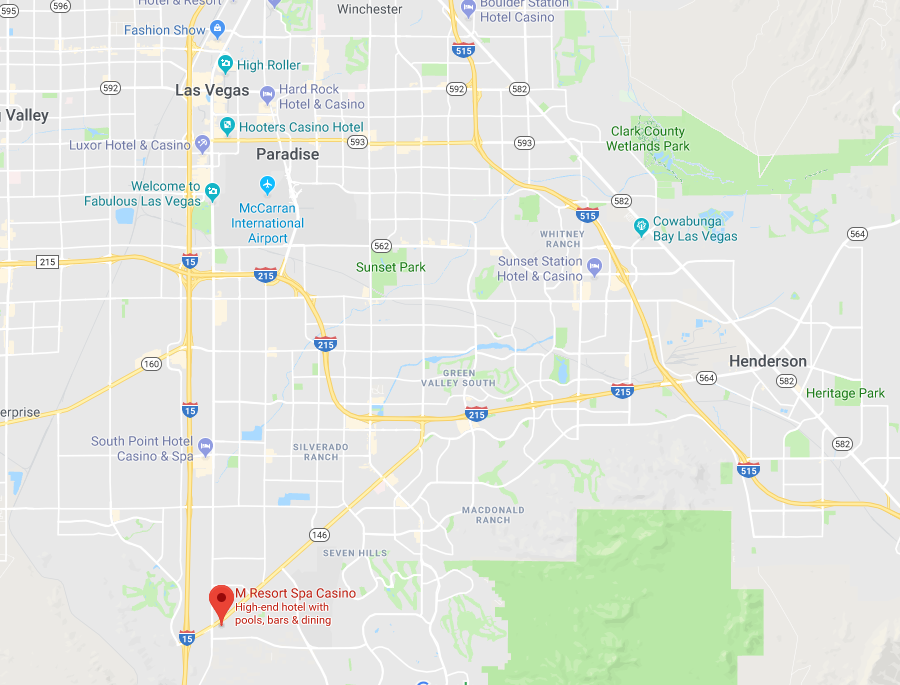 595
596
Winchester
Boulder Station
Hotel Casino
Fashion Show
515
High Roller
592
Las Vegas
Hard Rock
Hotel & Casino
592
582
Valley
Hooters Casino Hotel
Luxor Hotel & Casino
593
593
Clark County
Wetlands Park
Paradise
Welcome to
Fabulous Las Vegas
McCarran
International
Airport
582
515
Cowabunga
Bay Las Vegas
WHITNEY
RANCH
564
562
215
15
215
Sunset Park
Sunset Station
Hotel & Casino
215
160
Henderson
GREEN
VALLEY SOUTH
564
582
215
Heritage Park
15
215
erprise
South Point Hotel
Casino & Spa
SILVERADO
RANCH
582
515
MACDONALD
RANCH
146
SEVEN HILLS
M Resort Spa Casino
High-end hotel with
pools, bars & dining
15